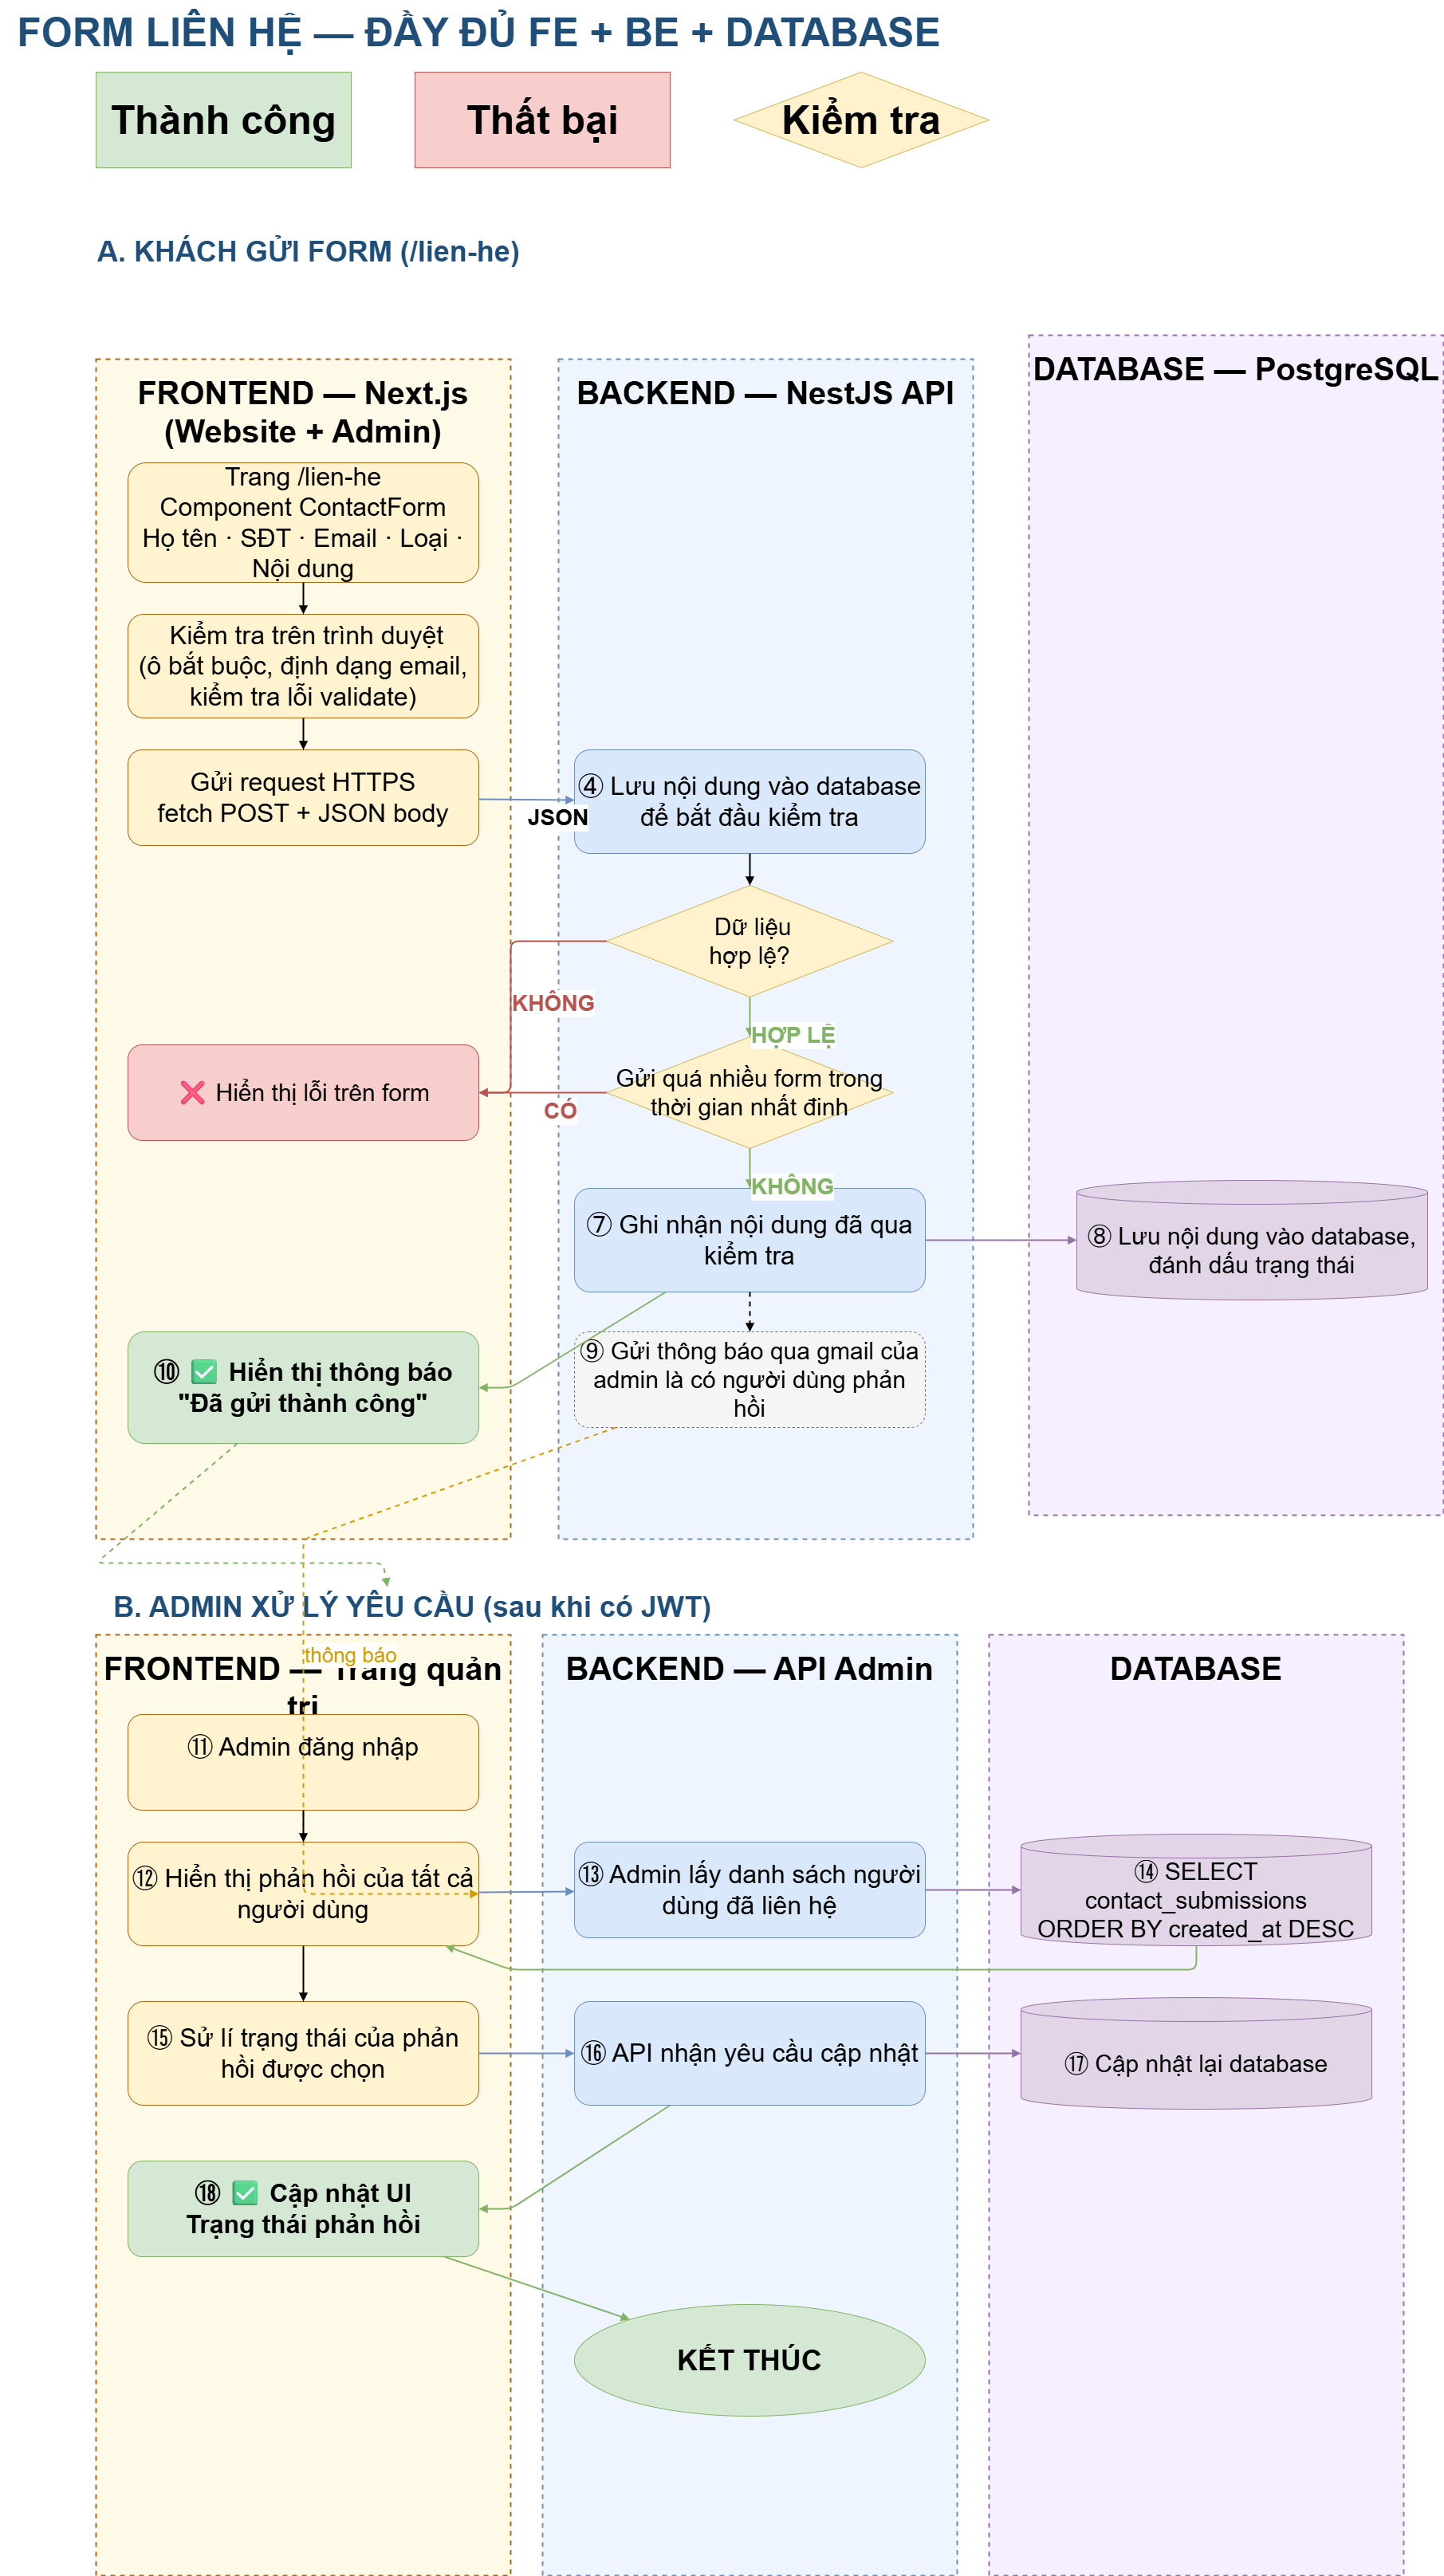 FORM LIÊN HỆ — ĐẦY ĐỦ FE + BE + DATABASE
Thành công
Thất bại
Kiểm tra
A. KHÁCH GỬI FORM (/lien-he)
FRONTEND — Next.js
(Website + Admin)
BACKEND — NestJS API
DATABASE — PostgreSQL
Trang /lien-he
Component ContactForm
Họ tên · SĐT · Email · Loại ·
Nội dung
Kiểm tra trên trình duyệt
(ô bắt buộc, định dạng email,
kiểm tra lỗi validate)
Gửi request HTTPS
fetch POST + JSON body
JSON
④ Lưu nội dung vào database
để bắt đầu kiểm tra
Dữ liệu
hợp lệ?
KHÔNG
HỢP LỆ
Gửi quá nhiều form trong
thời gian nhất đinh
CÓ
❌ Hiển thị lỗi trên form
KHÔNG
⑦ Ghi nhận nội dung đã qua
kiểm tra
⑧ Lưu nội dung vào database,
đánh dấu trạng thái
⑨ Gửi thông báo qua gmail của
admin là có người dùng phản
hồi
⑩ ✅ Hiển thị thông báo
"Đã gửi thành công"
B. ADMIN XỬ LÝ YÊU CẦU (sau khi có JWT)
thông báo
FRONTEND — Trang quản
trị
BACKEND — API Admin
DATABASE
⑪ Admin đăng nhập
⑫ Hiển thị phản hồi của tất cả
người dùng
⑬ Admin lấy danh sách người
dùng đã liên hệ
⑭ SELECT
contact_submissions
ORDER BY created_at DESC
⑮ Sử lí trạng thái của phản
hồi được chọn
⑯ API nhận yêu cầu cập nhật
⑰ Cập nhật lại database
⑱ ✅ Cập nhật UI
Trạng thái phản hồi
KẾT THÚC